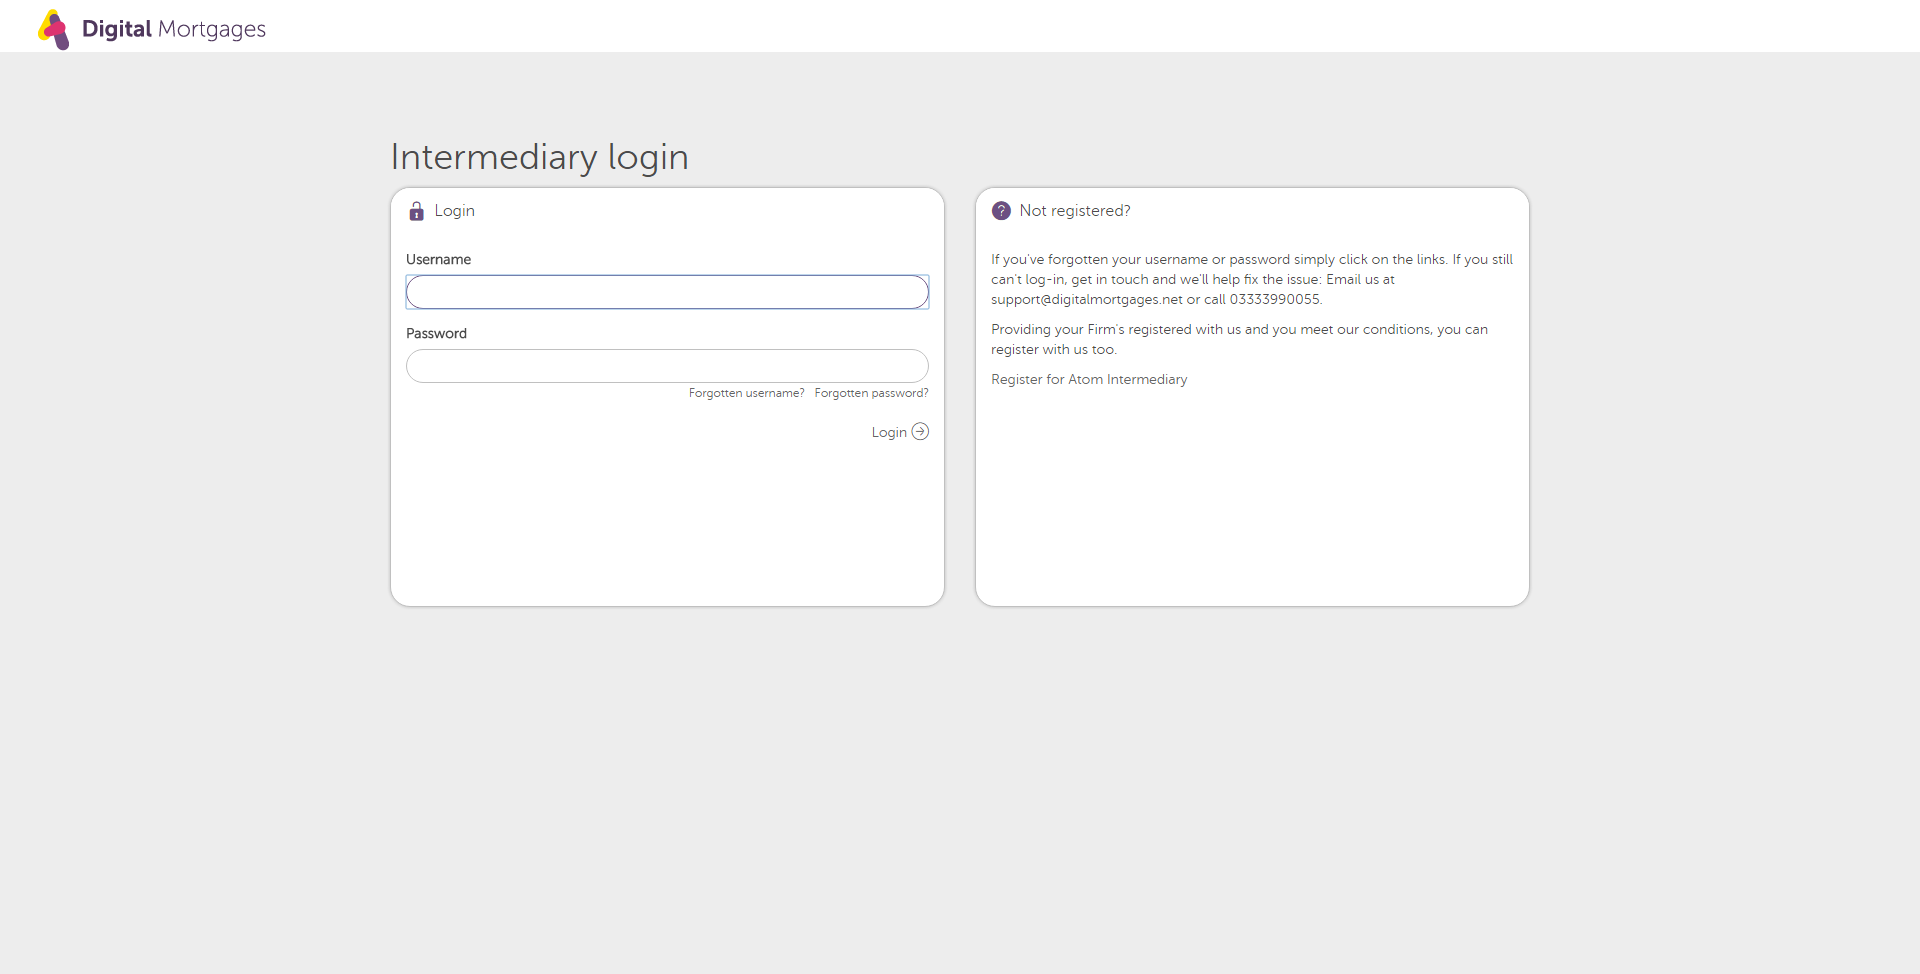 Digital Mortgages
Intermediary login
Login
Username
Password
Forgotten username? Forgotten password?
Login
Not registered?
If you've forgotten your username or password simply click on the links. If you still
can't log-in, get in touch and we'll help fix the issue: Email us at
support@digitalmortgages.net or call 03333990055.
Providing your Firm's registered with us and you meet our conditions, you can
register with us too.
Register for Atom Intermediary